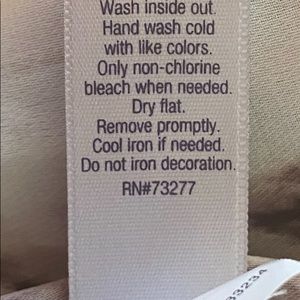 Wash inside out.
Hand wash cold
with like colors.
Only non-chlorine
bleach when needed.
Dry flat.
Remove promptly.
Cool Iron if needed.
Do not iron decoration.
RN#73277